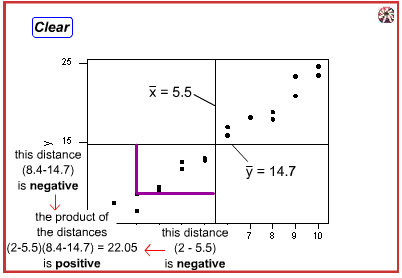 Clear
25
x̅ = 5.5
15
y
y̅ = 14.7
this distance
(8.4-14.7)
is negative
the product of
the distances
(2-5.5)(8.4-14.7) = 22.05
is positive
this distance
(2 - 5.5)
is negative
7 8 9 10